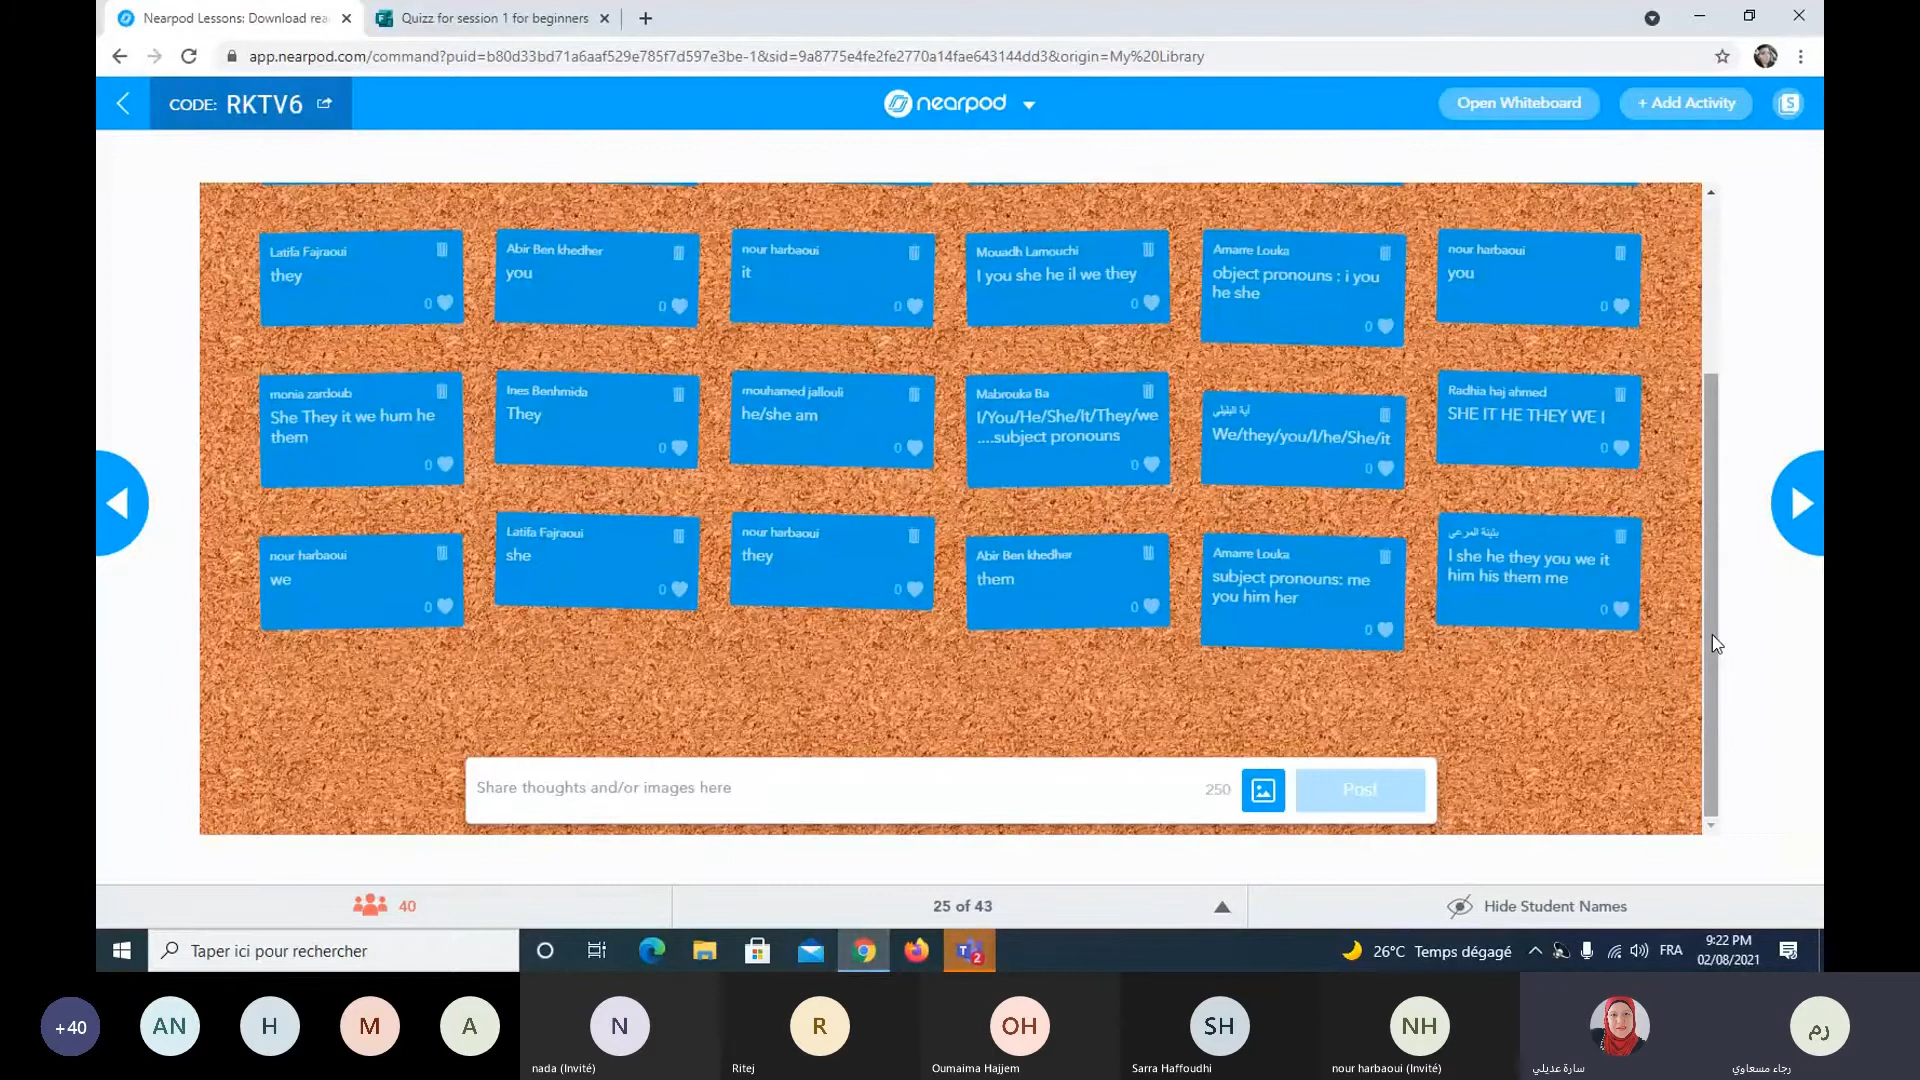 Nearpod Lessons: Download rea
Quizz for session 1 for beginners
app.nearpod.com/command?puid=b80d33bd71a6aaf529e785f7d597e3be-1&sid=9a8775e4fe2fe2770a14fae643144dd3&origin=My%20Library
CODE: RKTV6
nearpod
Open Whiteboard
+ Add Activity
S
Latifa Fajraoui
they
0
Abir Ben khedher
you
0
nour harbaoui
it
0
Mouadh Lamouchi
I you she he il we they
0
Amarre Louka
object pronouns : i you
he she
0
nour harbaoui
you
0
monia zardoub
She They it we hum he
them
0
Ines Benhmida
They
0
mouhamed jallouli
he/she am
0
Mabrouka Ba
I/You/He/She/It/They/we
....subject pronouns
0
آية البليلي
We/they/you/I/he/She/it
0
Radhia haj ahmed
SHE IT HE THEY WE I
0
nour harbaoui
we
0
Latifa Fajraoui
she
0
nour harbaoui
they
0
Abir Ben khedher
them
0
Amarre Louka
subject pronouns: me
you him her
0
بثينة المرعي
I she he they you we it
him his them me
0
Share thoughts and/or images here
250
Post
40
25 of 43
Hide Student Names
Taper ici pour rechercher
2
26°C Temps dégagé
FRA
9:22 PM
02/08/2021
+40
AN
H
M
A
N
nada (Invité)
R
Ritej
OH
Oumaima Hajjem
SH
Sarra Haffoudhi
NH
nour harbaoui (Invité)
سارة عديلي
رم
رجاء مسعاوي